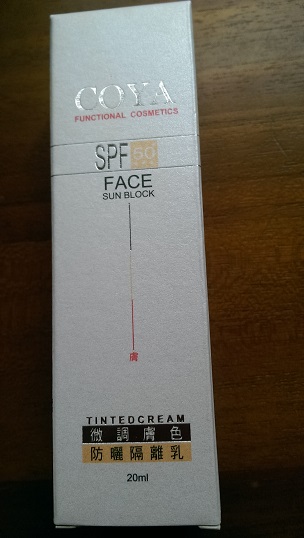 COYA
FUNCTIONAL COSMETICS
SPF 50
+++
FACE
SUN BLOCK
膚
TINTEDCREAM
微調膚色
防曬隔離乳
20ml